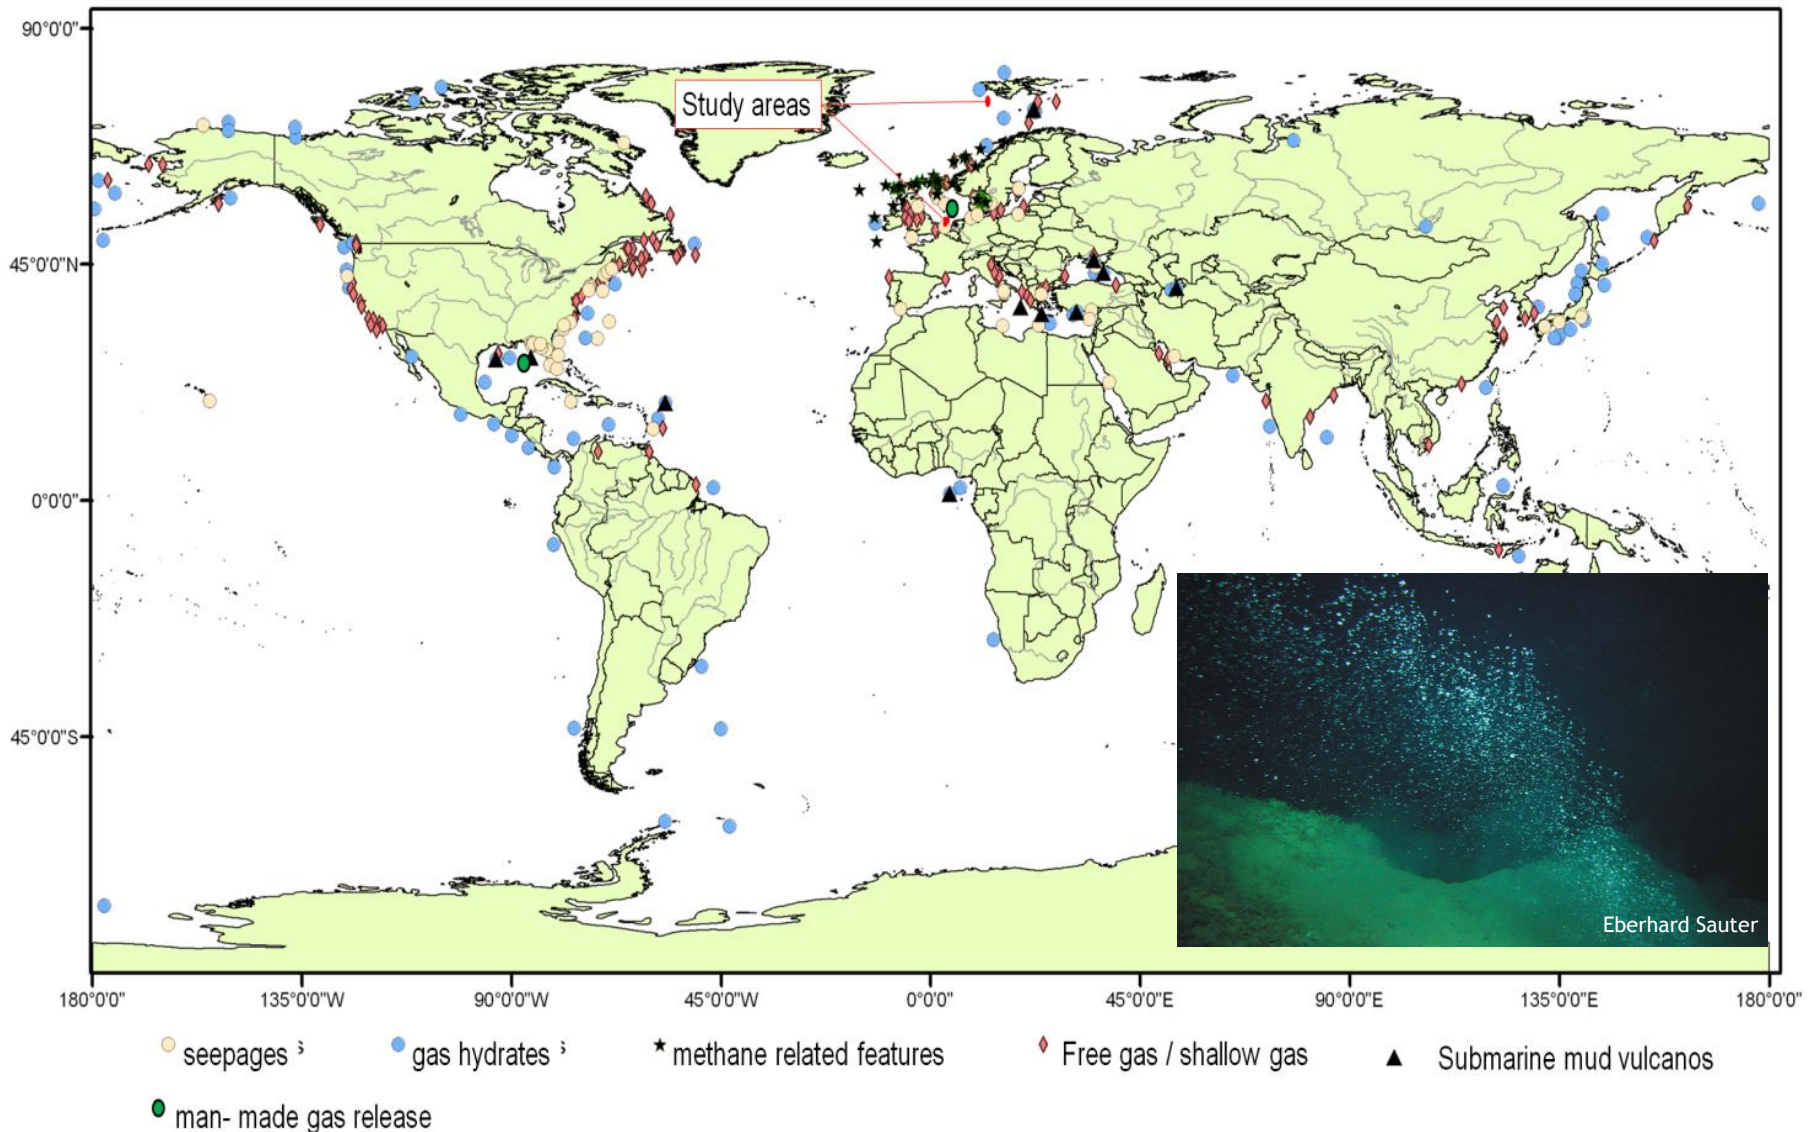 90°0'0"
Study areas
45°0'0"N
0°0'0"
45°0'0"S
Eberhard Sauter
180°0'0"
135°0'0"W
90°0'0"W
45°0'0"W
0°0'0"
45°0'0"E
90°0'0"E
135°0'0"E
180°0'0"
seepages s
gas hydrates s
methane related features
Free gas / shallow gas
Submarine mud vulcanos
man- made gas release